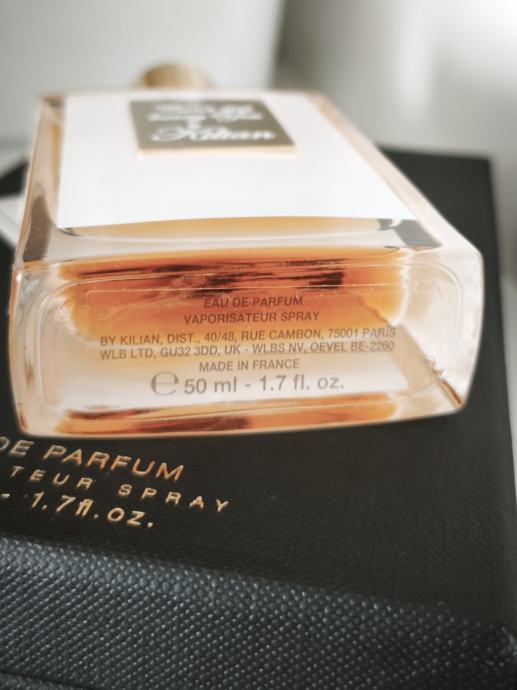 Kilian
EAU DE PARFUM
VAPORISATEUR SPRAY
BY KILIAN, DIST., 40/48, RUE CAMBON, 75001 PARIS
WLB LTD, GU32 3DD, UK - WLBS NV, OEVEL BE-2260
MADE IN FRANCE
℮ 50 ml - 1.7 fl. oz.
DE PARFUM
TEUR SPRAY
- 1.7fl.oz.